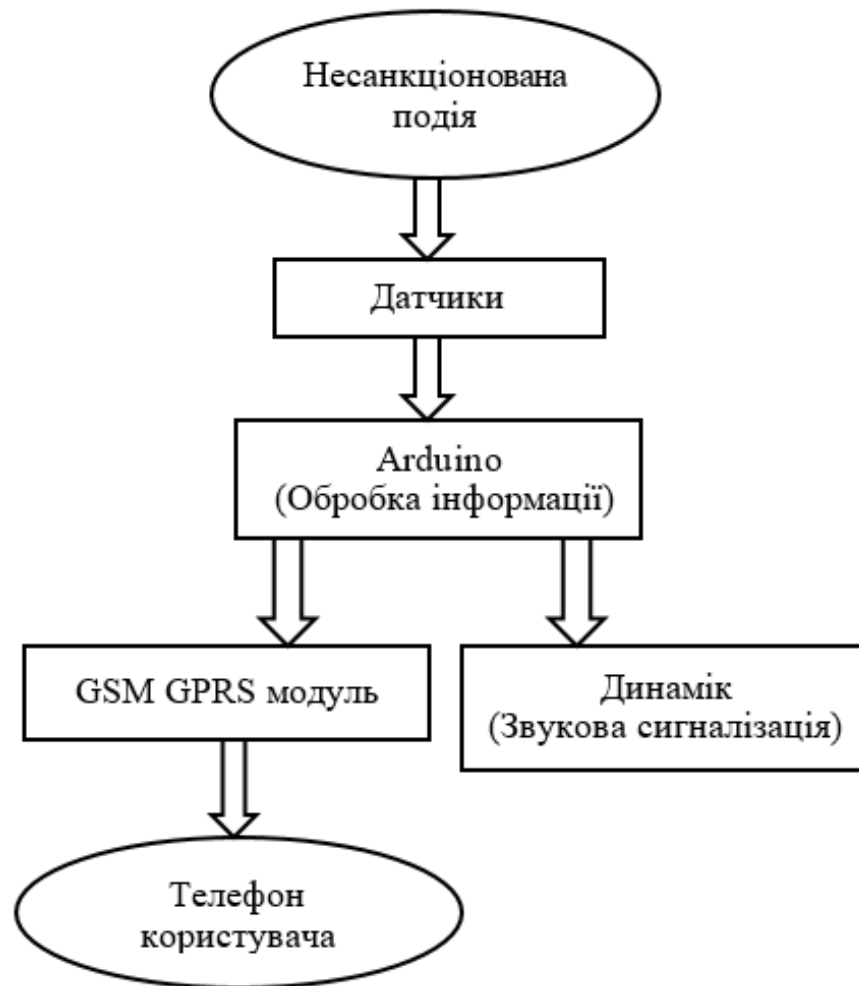 Несанкціонована
подія
Датчики
Arduino
(Обробка інформації)
GSM GPRS модуль
Динамік
(Звукова сигналізація)
Телефон
користувача